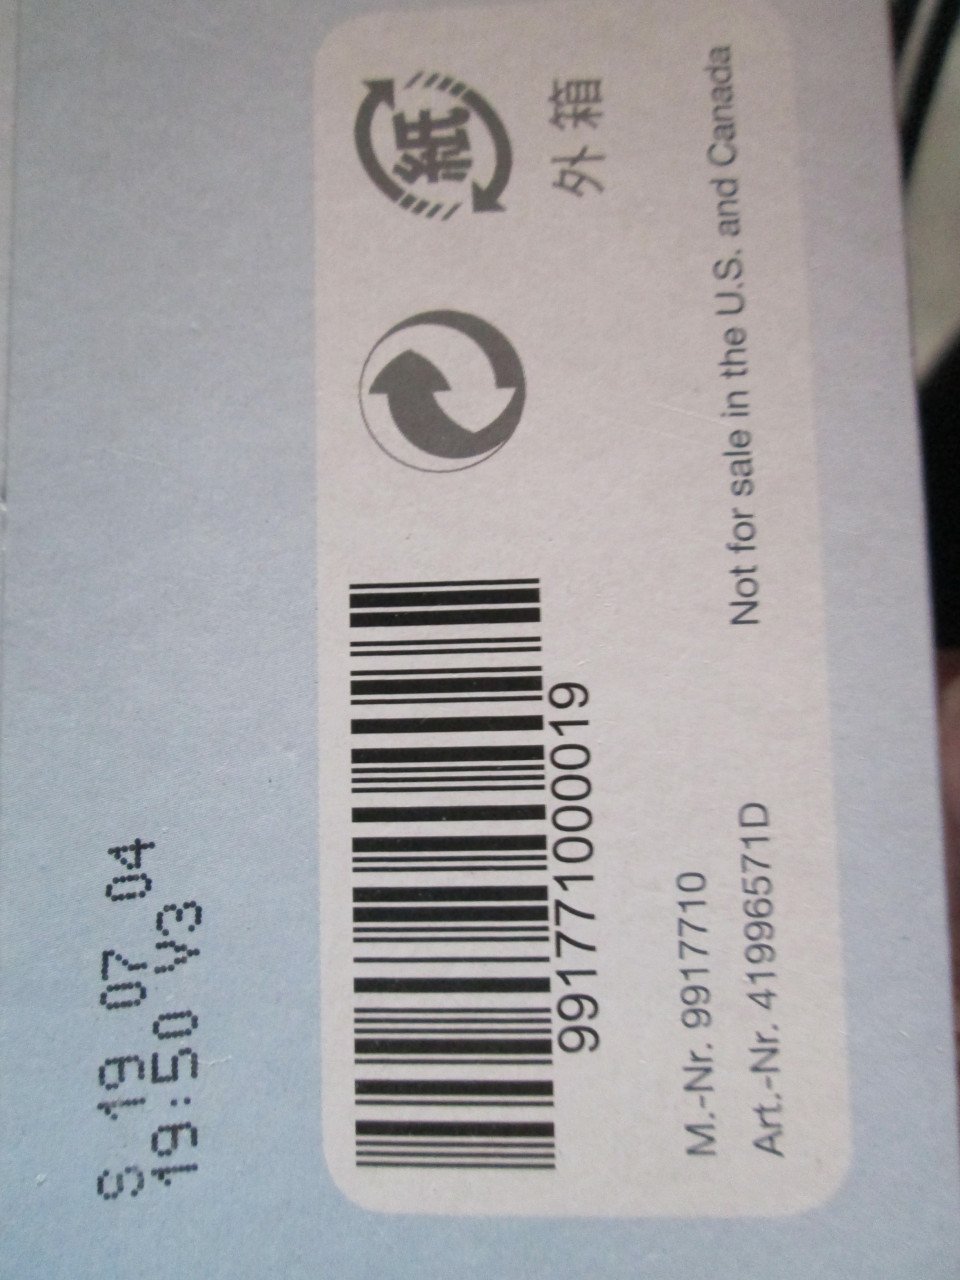 S 19 07 04
19:50 V3
紙
外箱
991771000019
M.-Nr. 9917710
Art.-Nr. 41996571D
Not for sale in the U.S. and Canada